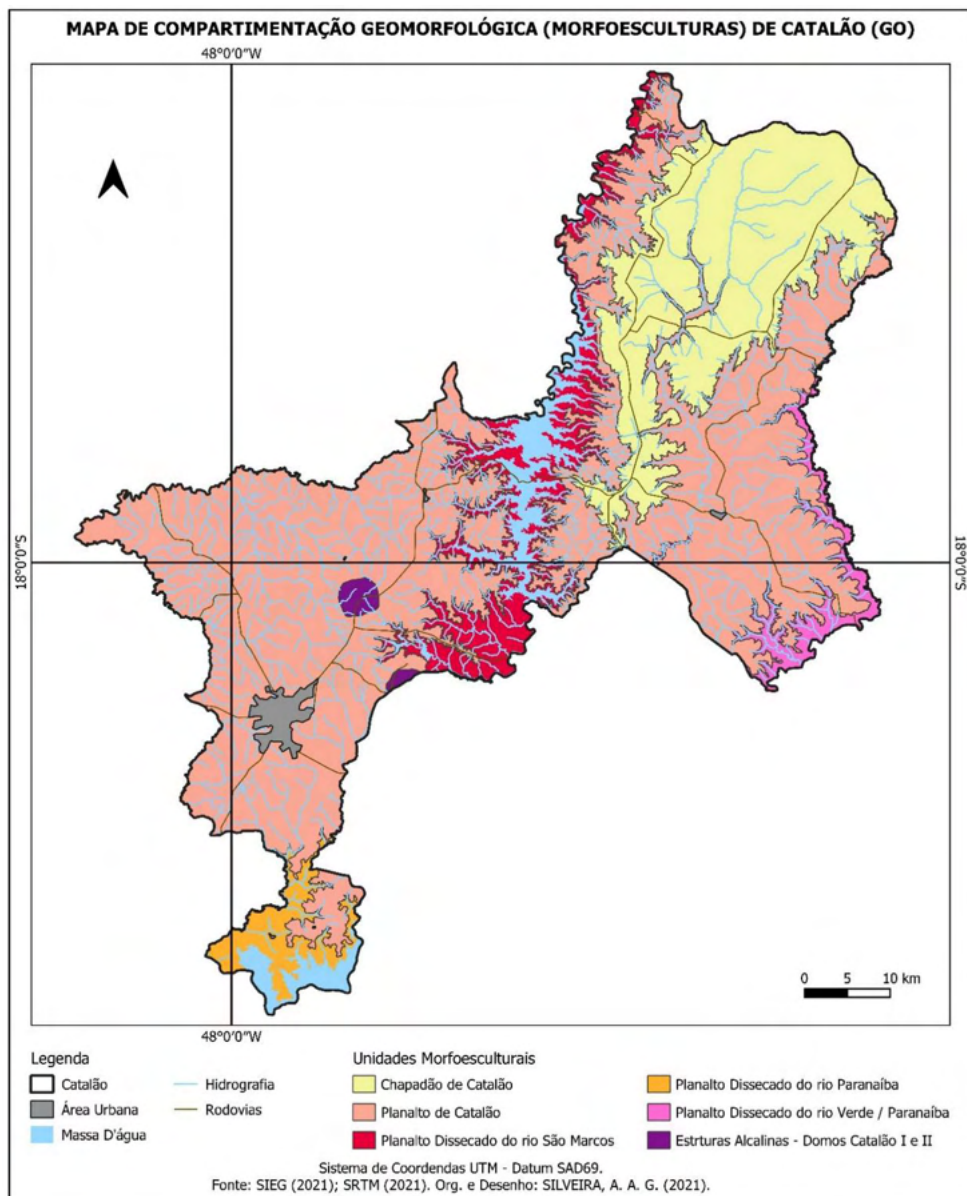 MAPA DE COMPARTIMENTAÇÃO GEOMORFOLÓGICA (MORFOESCULTURAS) DE CATALÃO (GO)
48°0'0"W
18°0'0"S
18°0'0"S
0 5 10 km
48°0'0"W
Legenda
Catalão
Área Urbana
Massa D'água
Hidrografia
Rodovias
Unidades Morfoesculturais
Chapadão de Catalão
Planalto de Catalão
Planalto Dissecado do rio São Marcos
Planalto Dissecado do rio Paranaíba
Planalto Dissecado do rio Verde / Paranaíba
Estrturas Alcalinas - Domos Catalão I e II
Sistema de Coordendas UTM - Datum SAD69.
Fonte: SIEG (2021); SRTM (2021). Org. e Desenho: SILVEIRA, A. A. G. (2021).